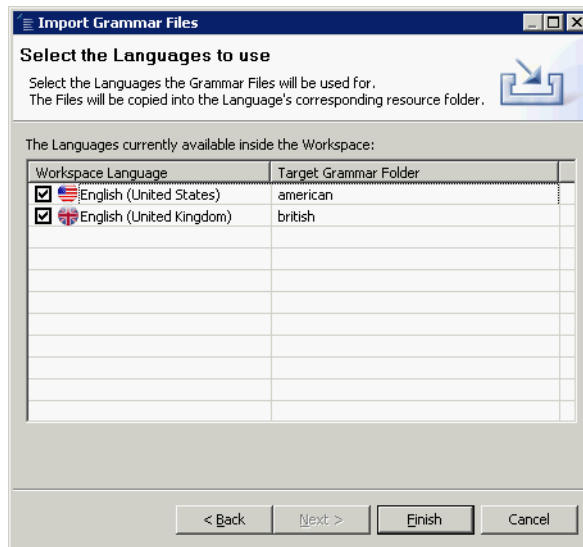 Import Grammar Files
Select the Languages to use
Select the Languages the Grammar Files will be used for.
The Files will be copied into the Language's corresponding resource folder.
The Languages currently available inside the Workspace:
Workspace Language Target Grammar Folder
English (United States) american
English (United Kingdom) british
< Back Next > Finish Cancel